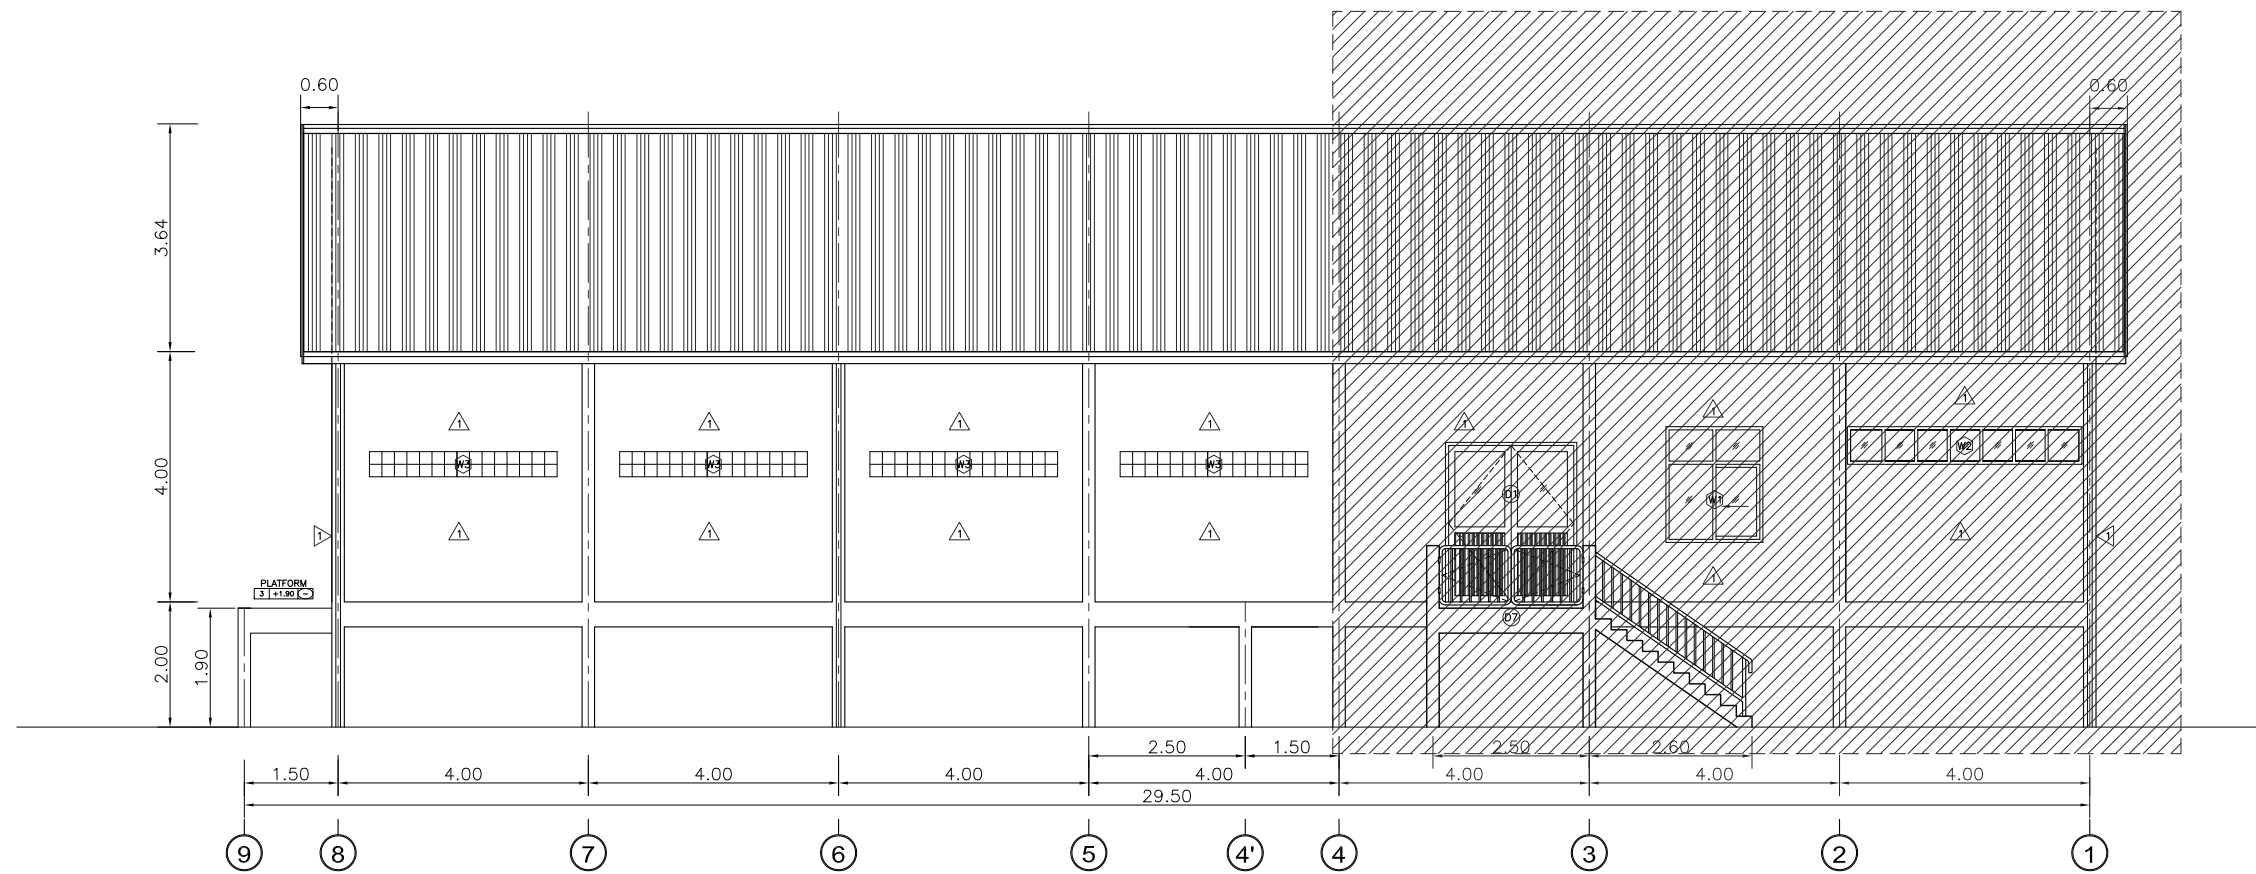 0.60 0.60
3.64
1 1 1 1 1 1 1
W3 W3 W3 W3 D1 W1 W2
4.00
1 1 1 1 1 1
1 1
PLATFORM
3 +1.90 -
1
D7
2.00
1.90
2.50 1.50 2.50 2.60
1.50 4.00 4.00 4.00 4.00 4.00 4.00 4.00
29.50
9 8 7 6 5 4' 4 3 2 1